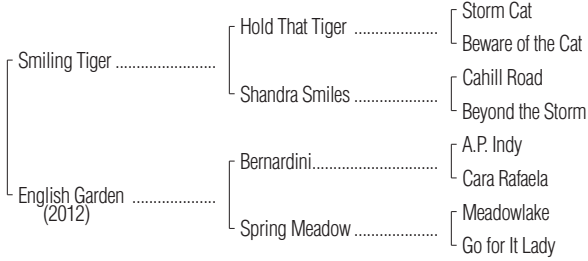 Storm Cat
Hold That Tiger ..................
Beware of the Cat
Smiling Tiger .....................
Cahill Road
Shandra Smiles ..................
Beyond the Storm
A.P. Indy
Bernardini...........................
Cara Rafaela
English Garden ..................
(2012)
Meadowlake
Spring Meadow ..................
Go for It Lady